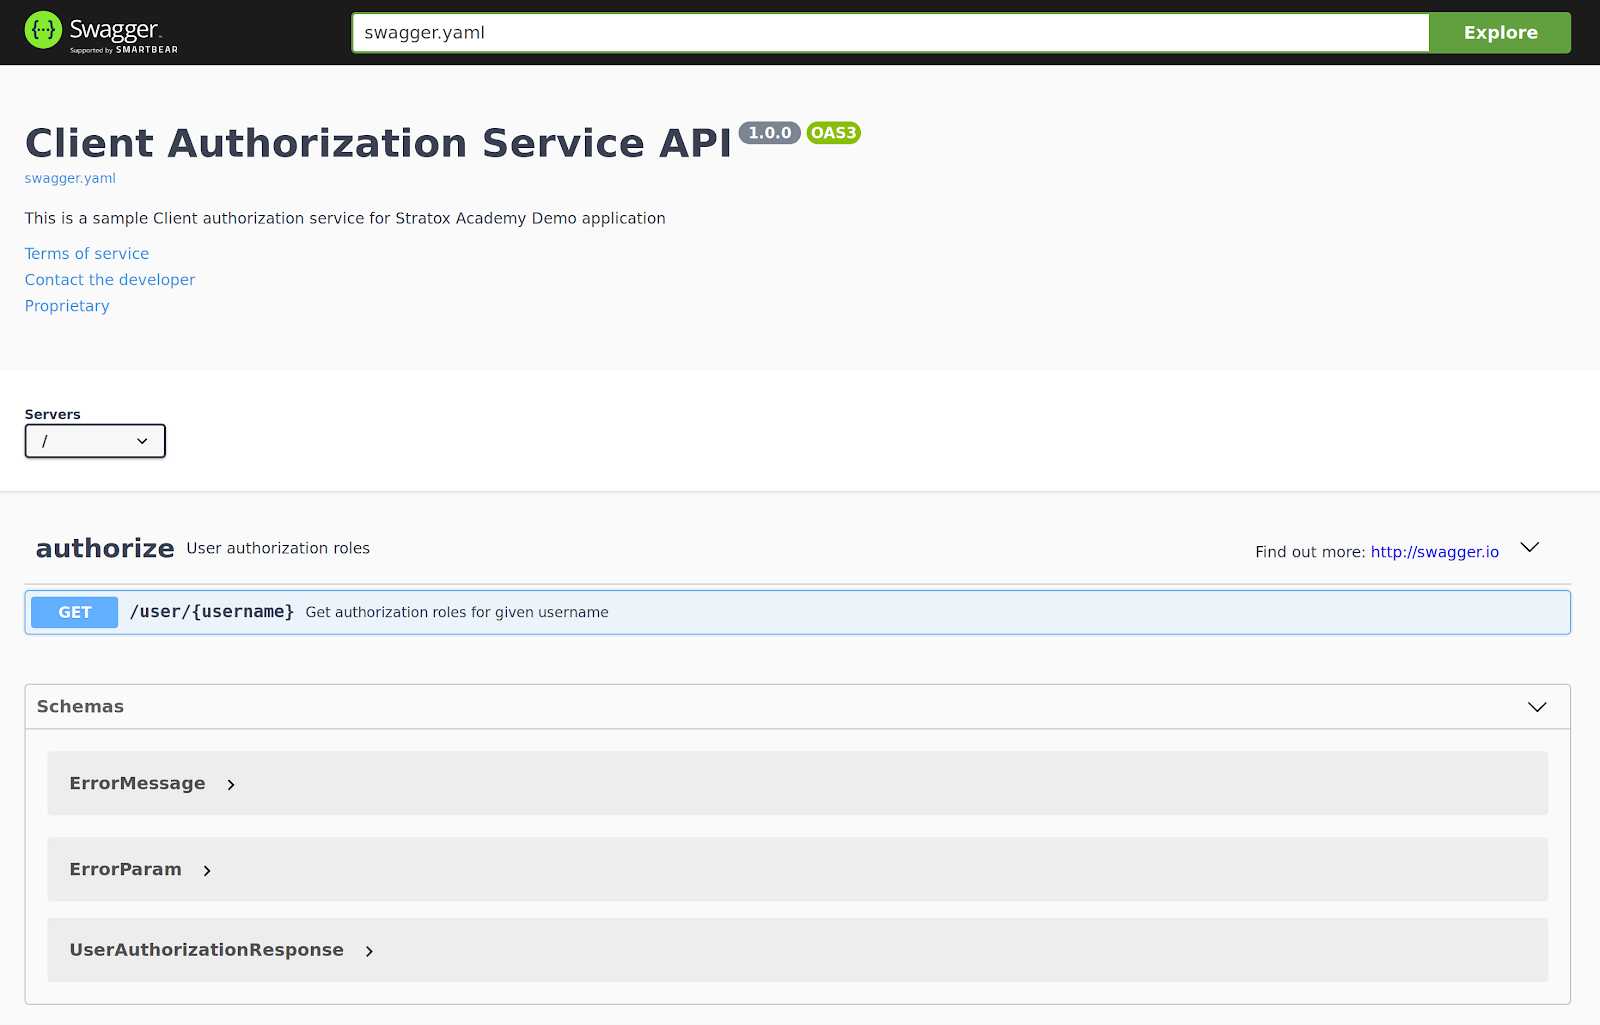 Swagger.
Supported by SMARTBEAR
swagger.yaml
Explore
Client Authorization Service API 1.0.0 OAS3
swagger.yaml
This is a sample Client authorization service for Stratox Academy Demo application
Terms of service
Contact the developer
Proprietary
Servers
/
authorize User authorization roles
Find out more: http://swagger.io
GET /user/{username} Get authorization roles for given username
Schemas
ErrorMessage
ErrorParam
UserAuthorizationResponse